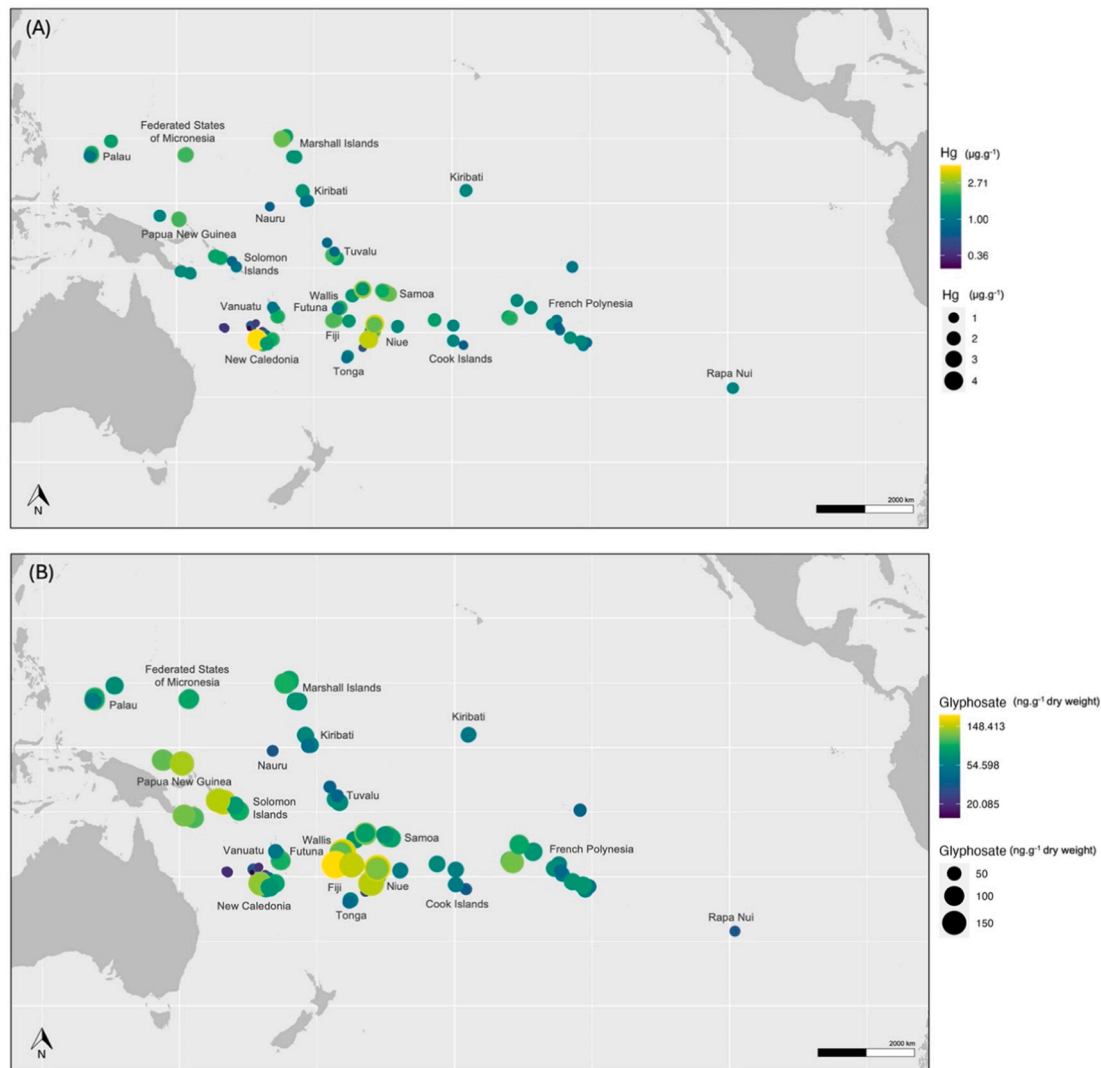 (A)
Federated States
of Micronesia
Palau
Marshall Islands
Kiribati
Kiribati
Nauru
Papua New Guinea
Tuvalu
Solomon
Islands
Wallis
Samoa
Vanuatu
Futuna
French Polynesia
Fiji
Niue
New Caledonia
Cook Islands
Tonga
Rapa Nui
N
2000 km
Hg (µg.g⁻¹)
2.71
1.00
0.36
Hg (µg.g⁻¹)
1
2
3
4
(B)
Federated States
of Micronesia
Palau
Marshall Islands
Kiribati
Kiribati
Nauru
Papua New Guinea
Tuvalu
Solomon
Islands
Wallis
Samoa
Vanuatu
Futuna
French Polynesia
Fiji
Niue
New Caledonia
Cook Islands
Tonga
Rapa Nui
N
2000 km
Glyphosate (ng.g⁻¹ dry weight)
148.413
54.598
20.085
Glyphosate (ng.g⁻¹ dry weight)
50
100
150